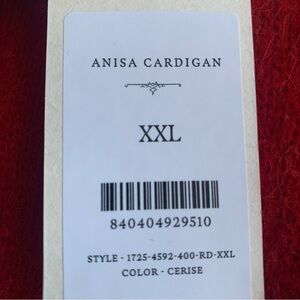 ANISA CARDIGAN
XXL
840404929510
STYLE - 1725-4592-400-RD-XXL
COLOR - CERISE